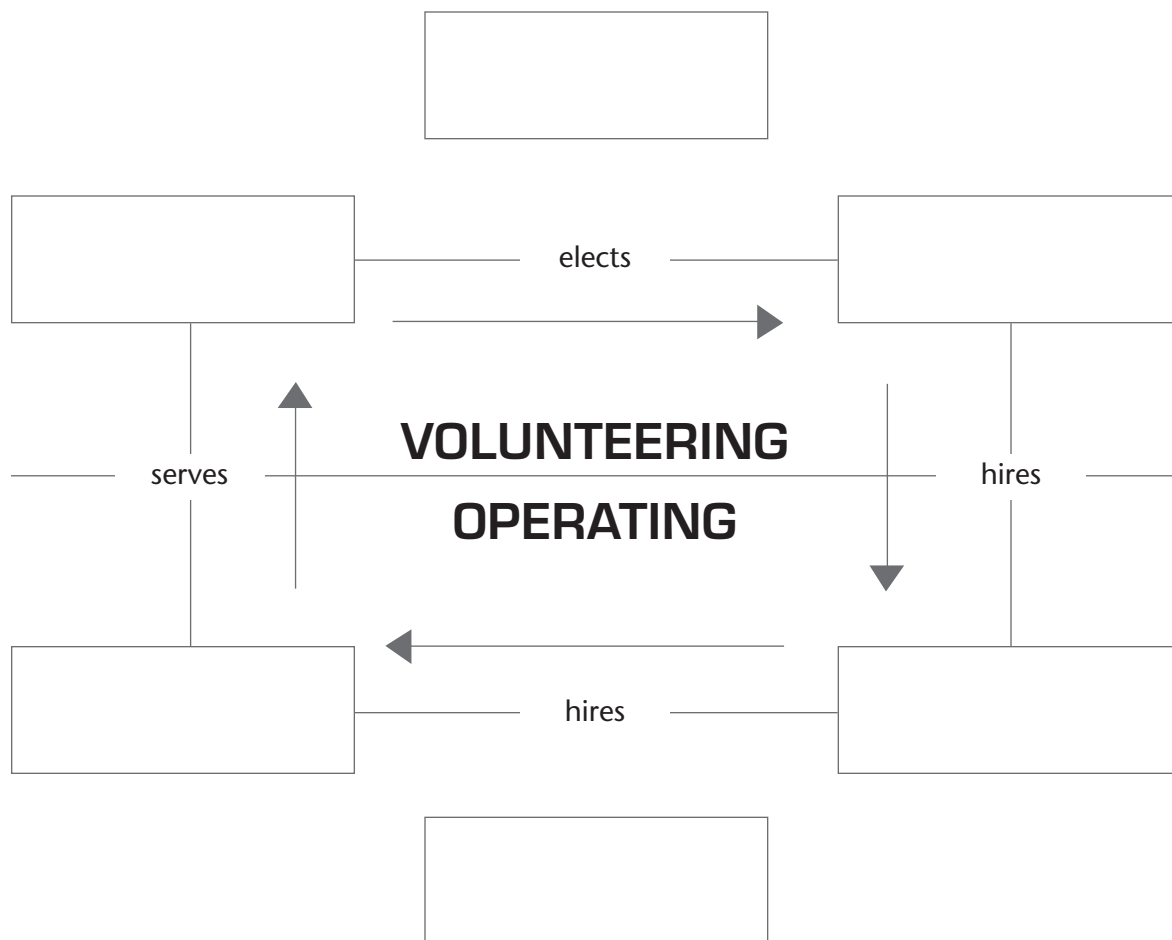 elects
VOLUNTEERING
serves
hires
OPERATING
hires